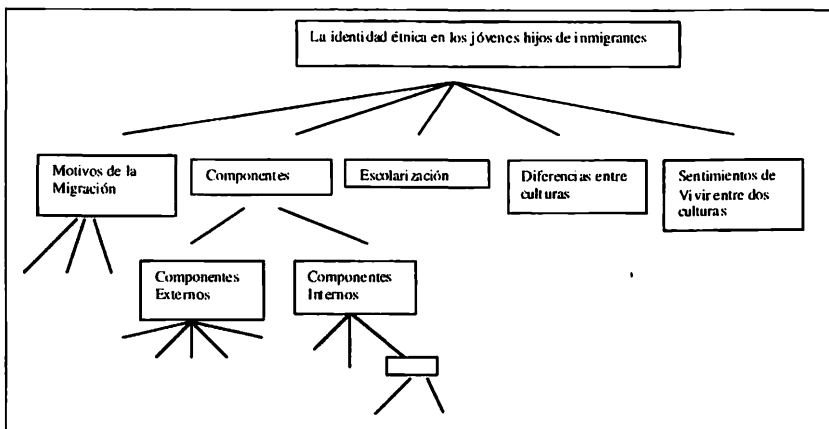 La identidad étnica en los jóvenes hijos de inmigrantes
Motivos de la
Migración
Componentes
Escolarización
Diferencias entre
culturas
Sentimientos de
Vivir entre dos
culturas
Componentes
Externos
Componentes
Internos